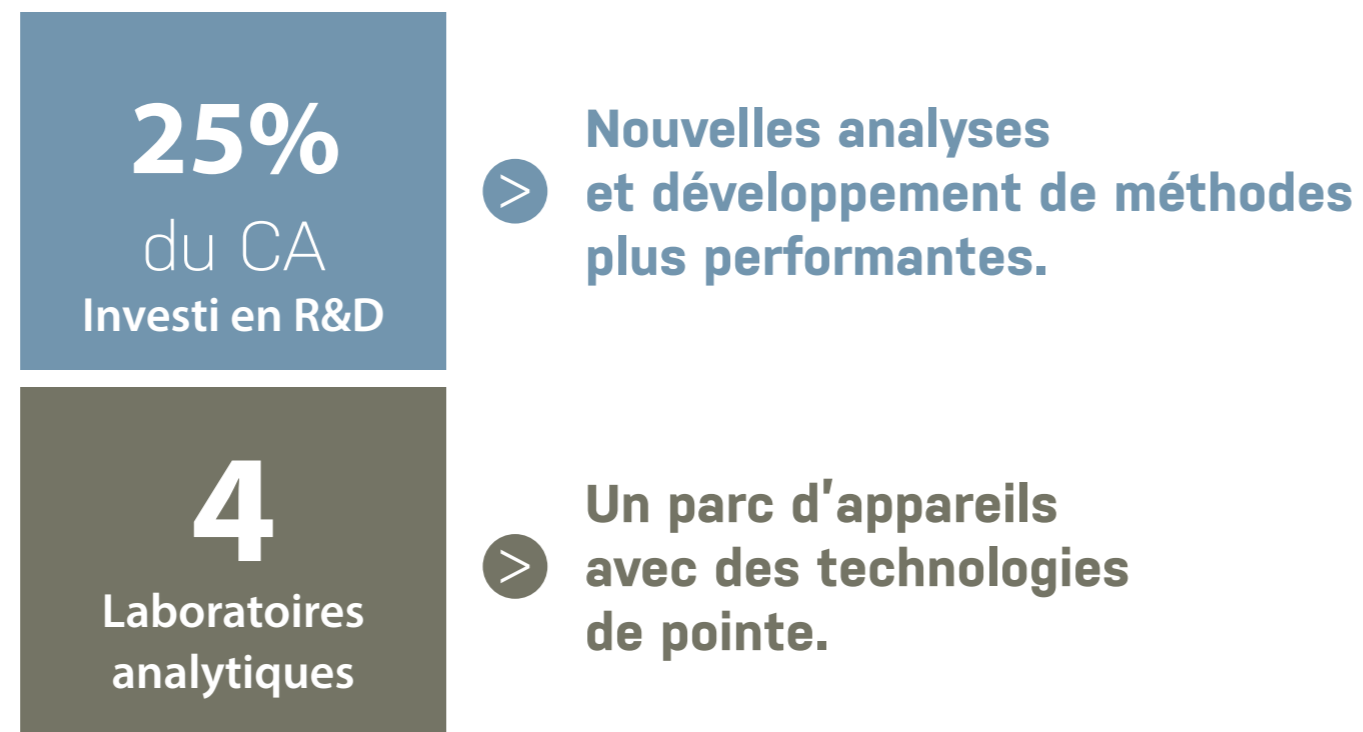 25%
du CA
Investi en R&D
>
Nouvelles analyses
et développement de méthodes
plus performantes.
4
Laboratoires
analytiques
>
Un parc d'appareils
avec des technologies
de pointe.